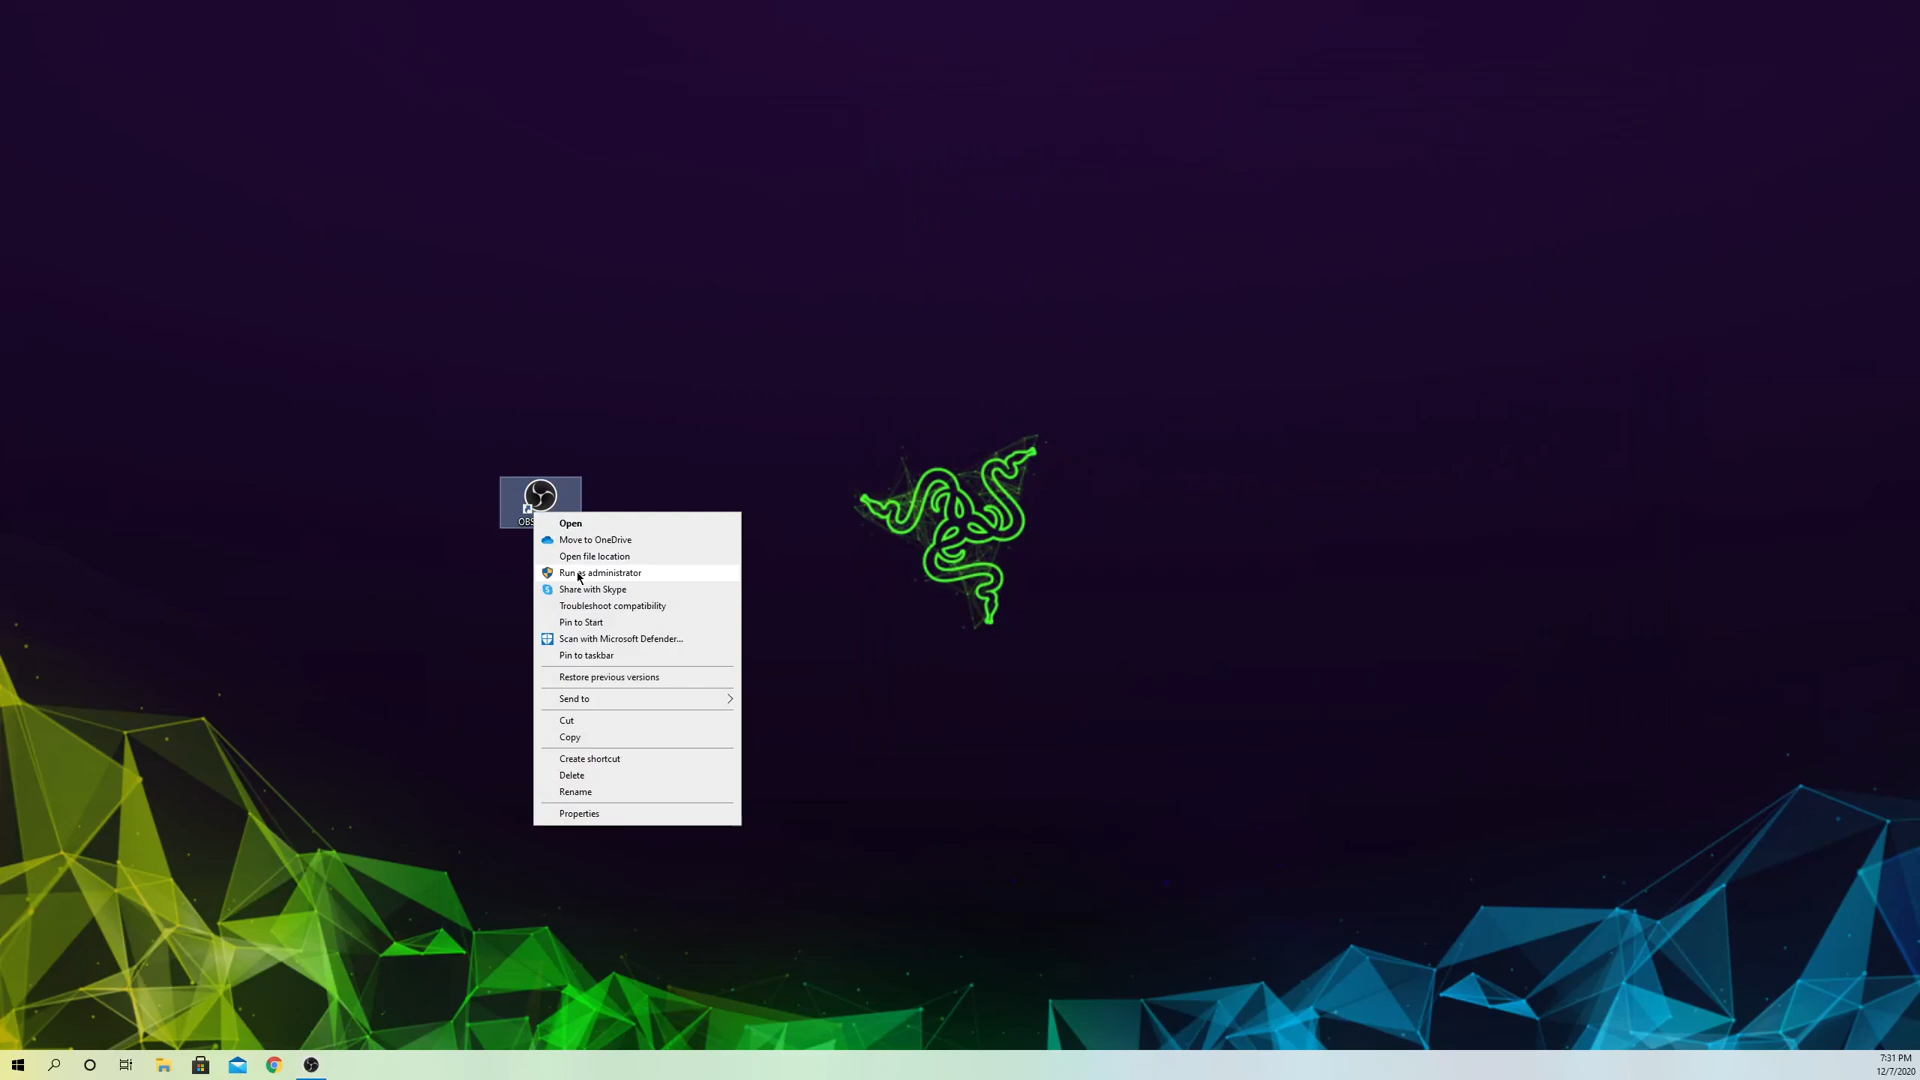 OBS
Open
Move to OneDrive
Open file location
Run as administrator
Share with Skype
Troubleshoot compatibility
Pin to Start
Scan with Microsoft Defender...
Pin to taskbar
Restore previous versions
Send to
Cut
Copy
Create shortcut
Delete
Rename
Properties
7:31 PM
12/7/2020